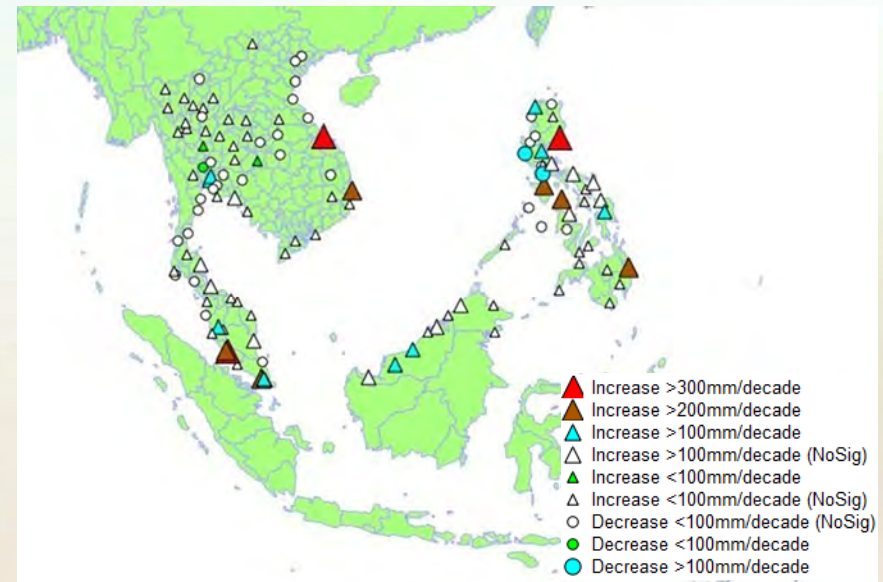 Increase >300mm/decade
Increase >200mm/decade
Increase >100mm/decade
Increase >100mm/decade (NoSig)
Increase <100mm/decade
Increase <100mm/decade (NoSig)
Decrease <100mm/decade (NoSig)
Decrease <100mm/decade
Decrease >100mm/decade